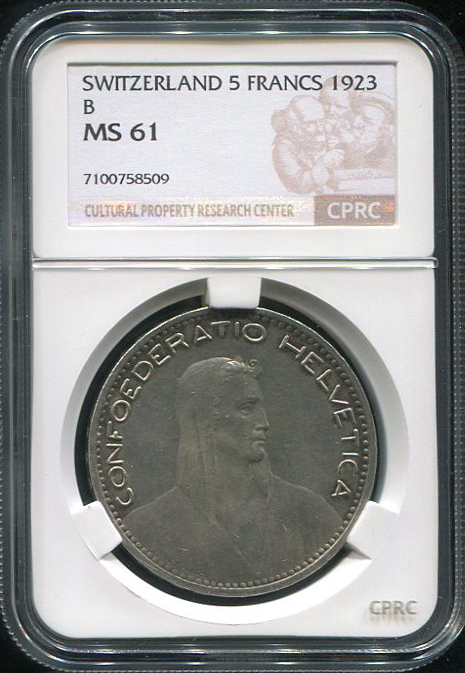 SWITZERLAND 5 FRANCS 1923
B
MS 61
7100758509
CULTURAL PROPERTY RESEARCH CENTER CPRC
CONFOEDERATIO HELVETICA
CPRC